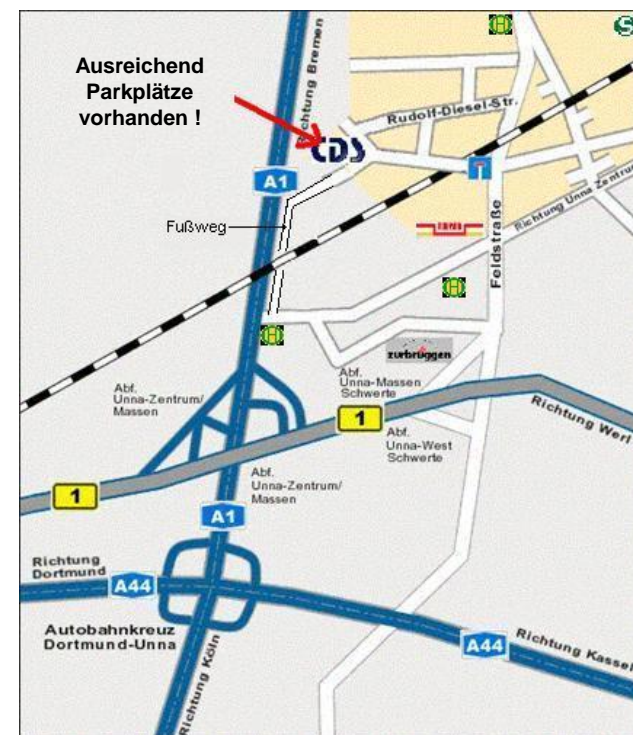 Ausreichend
Parkplätze
vorhanden !
Richtung Bremen
H
S
Rudolf-Diesel-Str.
CDS
A1
Richtung Unna Zentrum
Fußweg
Feldstraße
H
H
zurbrüggen
Abf.
Unna-Zentrum/
Massen
Abf.
Unna-Massen
Schwerte
1
Richtung Werl
Abf.
Unna-West
Schwerte
Abf.
Unna-Zentrum/
Massen
1
A1
Richtung
Dortmund
A44
Autobahnkreuz
Dortmund-Unna
Richtung Köln
A44
Richtung Kassel